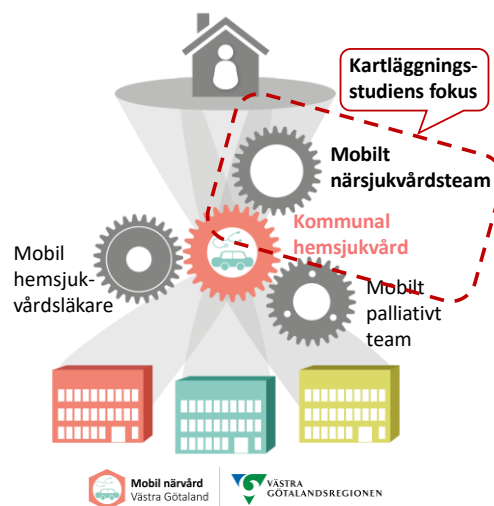 Kartläggnings-
studiens fokus
Mobilt
närsjukvårdsteam
Kommunal
hemsjukvård
Mobil
hemsjuk-
vårdsläkare
Mobilt
palliativt
team
Mobil närvård
Västra Götaland
VÄSTRA
GÖTALANDSREGIONEN